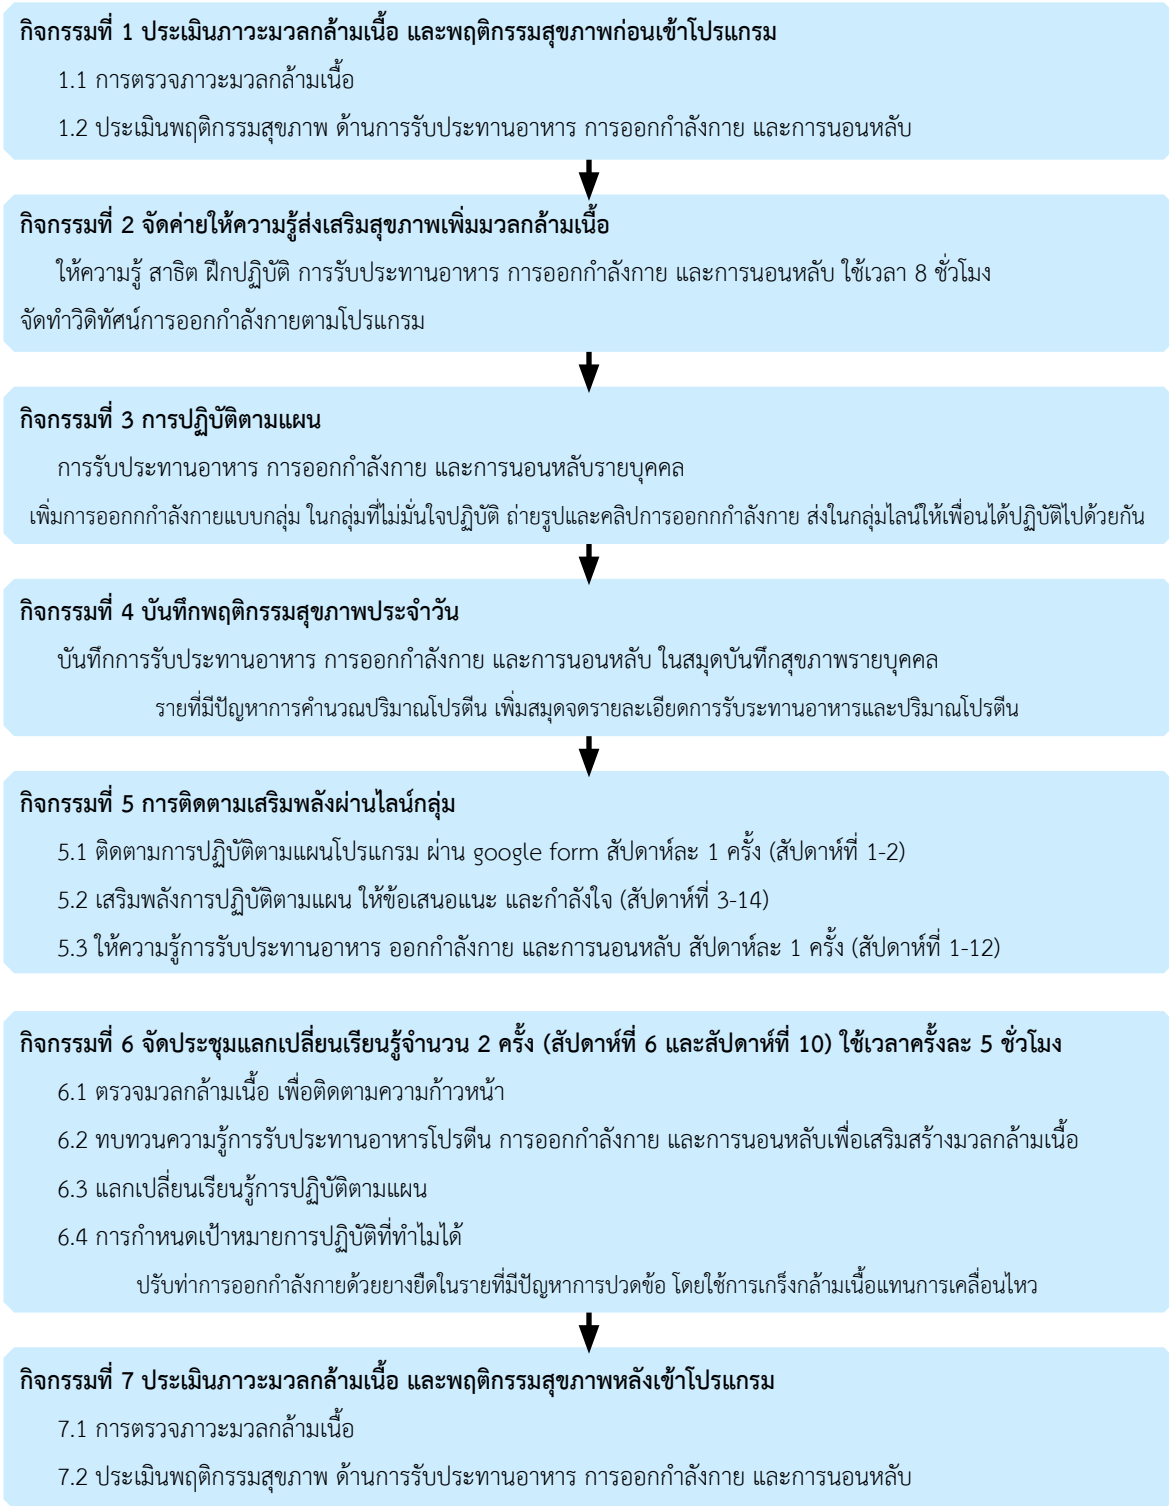 กิจกรรมที่ 1 ประเมินภาวะมวลกล้ามเนื้อ และพฤติกรรมสุขภาพก่อนเข้าโปรแกรม
1.1 การตรวจภาวะมวลกล้ามเนื้อ
1.2 ประเมินพฤติกรรมสุขภาพ ด้านการรับประทานอาหาร การออกกำลังกาย และการนอนหลับ
กิจกรรมที่ 2 จัดค่ายให้ความรู้ส่งเสริมสุขภาพเพิ่มมวลกล้ามเนื้อ
ให้ความรู้ สาธิต ฝึกปฏิบัติ การรับประทานอาหาร การออกกำลังกาย และการนอนหลับ ใช้เวลา 8 ชั่วโมง
จัดทำวิดิทัศน์การออกกำลังกายตามโปรแกรม
กิจกรรมที่ 3 การปฏิบัติตามแผน
การรับประทานอาหาร การออกกำลังกาย และการนอนหลับรายบุคคล
เพิ่มการออกกกำลังกายแบบกลุ่ม ในกลุ่มที่ไม่มั่นใจปฏิบัติ ถ่ายรูปและคลิปการออกกกำลังกาย ส่งในกลุ่มไลน์ให้เพื่อนได้ปฏิบัติไปด้วยกัน
กิจกรรมที่ 4 บันทึกพฤติกรรมสุขภาพประจำวัน
บันทึกการรับประทานอาหาร การออกกำลังกาย และการนอนหลับ ในสมุดบันทึกสุขภาพรายบุคคล
รายที่มีปัญหาการคำนวณปริมาณโปรตีน เพิ่มสมุดจดรายละเอียดการรับระทานอาหารและปริมาณโปรตีน
กิจกรรมที่ 5 การติดตามเสริมพลังผ่านไลน์กลุ่ม
5.1 ติดตามการปฏิบัติตามแผนโปรแกรม ผ่าน google form สัปดาห์ละ 1 ครั้ง (สัปดาห์ที่ 1-2)
5.2 เสริมพลังการปฏิบัติตามแผน ให้ข้อเสนอแนะ และกำลังใจ (สัปดาห์ที่ 3-14)
5.3 ให้ความรู้การรับประทานอาหาร ออกกำลังกาย และการนอนหลับ สัปดาห์ละ 1 ครั้ง (สัปดาห์ที่ 1-12)
กิจกรรมที่ 6 จัดประชุมแลกเปลี่ยนเรียนรู้จำนวน 2 ครั้ง (สัปดาห์ที่ 6 และสัปดาห์ที่ 10) ใช้เวลาครั้งละ 5 ชั่วโมง
6.1 ตรวจมวลกล้ามเนื้อ เพื่อติดตามความก้าวหน้า
6.2 ทบทวนความรู้การรับประทานอาหารโปรตีน การออกกำลังกาย และการนอนหลับเพื่อเสริมสร้างมวลกล้ามเนื้อ
6.3 แลกเปลี่ยนเรียนรู้การปฏิบัติตามแผน
6.4 การกำหนดเป้าหมายการปฏิบัติที่ทำไม่ได้
ปรับท่าการออกกำลังกายด้วยยางยืดในรายที่มีปัญหาการปวดข้อ โดยใช้การเกร็งกล้ามเนื้อแทนการเคลื่อนไหว
กิจกรรมที่ 7 ประเมินภาวะมวลกล้ามเนื้อ และพฤติกรรมสุขภาพหลังเข้าโปรแกรม
7.1 การตรวจภาวะมวลกล้ามเนื้อ
7.2 ประเมินพฤติกรรมสุขภาพ ด้านการรับประทานอาหาร การออกกำลังกาย และการนอนหลับ